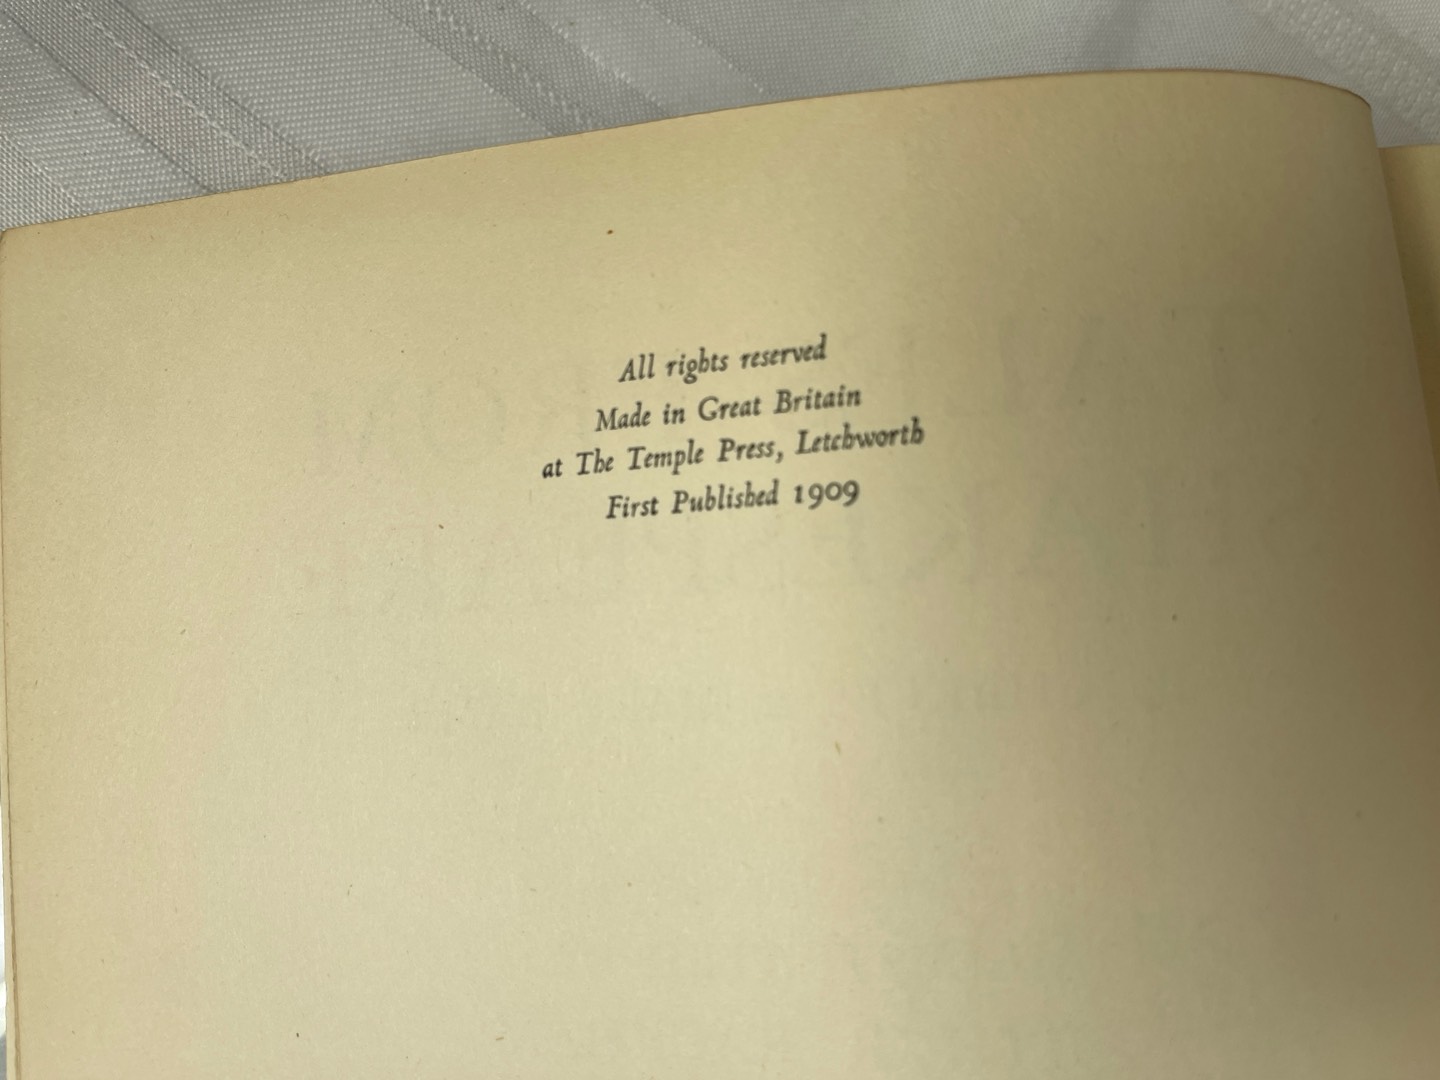 All rights reserved
Made in Great Britain
at The Temple Press, Letchworth
First Published 1909